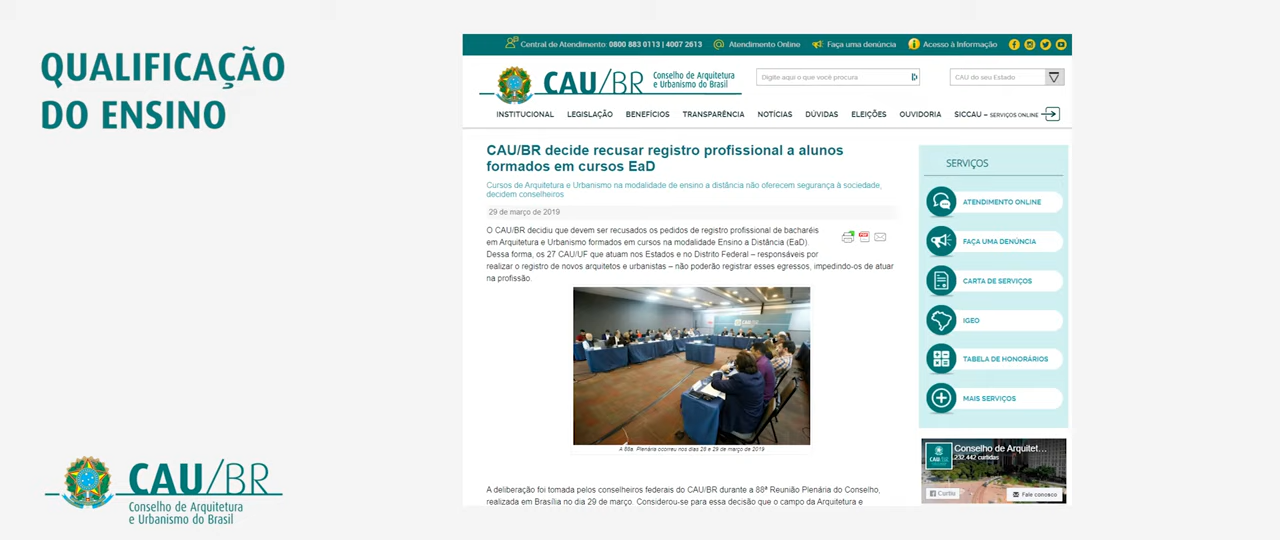 QUALIFICAÇÃO
DO ENSINO
Central de Atendimento: 0800 883 0113 | 4007 2613
Atendimento Online
Faça uma denúncia
Acesso à Informação
CAU/BR
Conselho de Arquitetura
e Urbanismo do Brasil
Digite aqui o que você procura
CAU do seu Estado
INSTITUCIONAL LEGISLAÇÃO BENEFÍCIOS TRANSPARÊNCIA NOTÍCIAS DÚVIDAS ELEIÇÕES OUVIDORIA SICCAU – SERVIÇOS ONLINE
CAU/BR decide recusar registro profissional a alunos
formados em cursos EaD
Cursos de Arquitetura e Urbanismo na modalidade de ensino a distância não oferecem segurança à sociedade,
decidem conselheiros
29 de março de 2019
O CAU/BR decidiu que devem ser recusados os pedidos de registro profissional de bacharéis
em Arquitetura e Urbanismo formados em cursos na modalidade Ensino a Distância (EaD).
Dessa forma, os 27 CAU/UF que atuam nos Estados e no Distrito Federal – responsáveis por
realizar o registro de novos arquitetos e urbanistas – não poderão registrar esses egressos, impedindo-os de atuar
na profissão.
A 88a. Plenária ocorreu nos dias 28 e 29 de março de 2019
A deliberação foi tomada pelos conselheiros federais do CAU/BR durante a 88ª Reunião Plenária do Conselho,
realizada em Brasília no dia 29 de março. Considerou-se para essa decisão que o campo da Arquitetura e
SERVIÇOS
ATENDIMENTO ONLINE
FAÇA UMA DENÚNCIA
CARTA DE SERVIÇOS
IGEO
TABELA DE HONORÁRIOS
MAIS SERVIÇOS
Conselho de Arquitet...
232.442 curtidas
Curtiu
Fale conosco
CAU/BR
Conselho de Arquitetura
e Urbanismo do Brasil